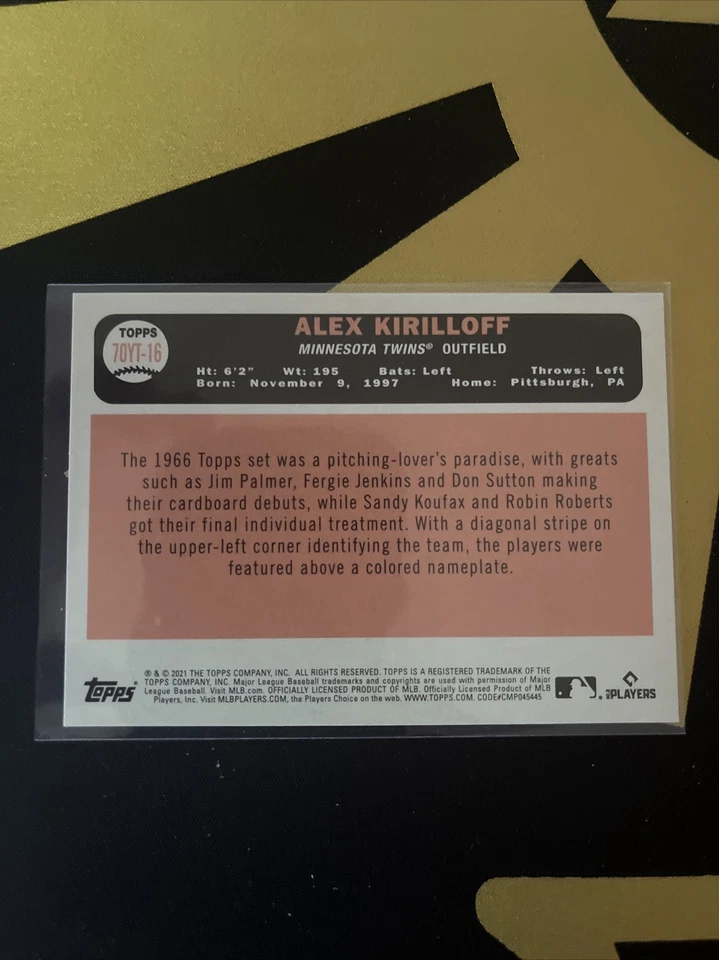 TOPPS
70YT-16
ALEX KIRILLOFF
MINNESOTA TWINS® OUTFIELD
Ht: 6'2" Wt: 195 Bats: Left Throws: Left
Born: November 9, 1997 Home: Pittsburgh, PA
The 1966 Topps set was a pitching-lover's paradise, with greats
such as Jim Palmer, Fergie Jenkins and Don Sutton making
their cardboard debuts, while Sandy Koufax and Robin Roberts
got their final individual treatment. With a diagonal stripe on
the upper-left corner identifying the team, the players were
featured above a colored nameplate.
topps®
® & © 2021 THE TOPPS COMPANY, INC. ALL RIGHTS RESERVED. TOPPS IS A REGISTERED TRADEMARK OF THE
TOPPS COMPANY, INC. Major League Baseball trademarks and copyrights are used with permission of Major
League Baseball. Visit MLB.com. OFFICIALLY LICENSED PRODUCT OF MLB. Officially Licensed Product of MLB
Players, Inc. Visit MLBPLAYERS.COM, the Players Choice on the web. WWW.TOPPS.COM. CODE#CMP045445
MLB PLAYERS